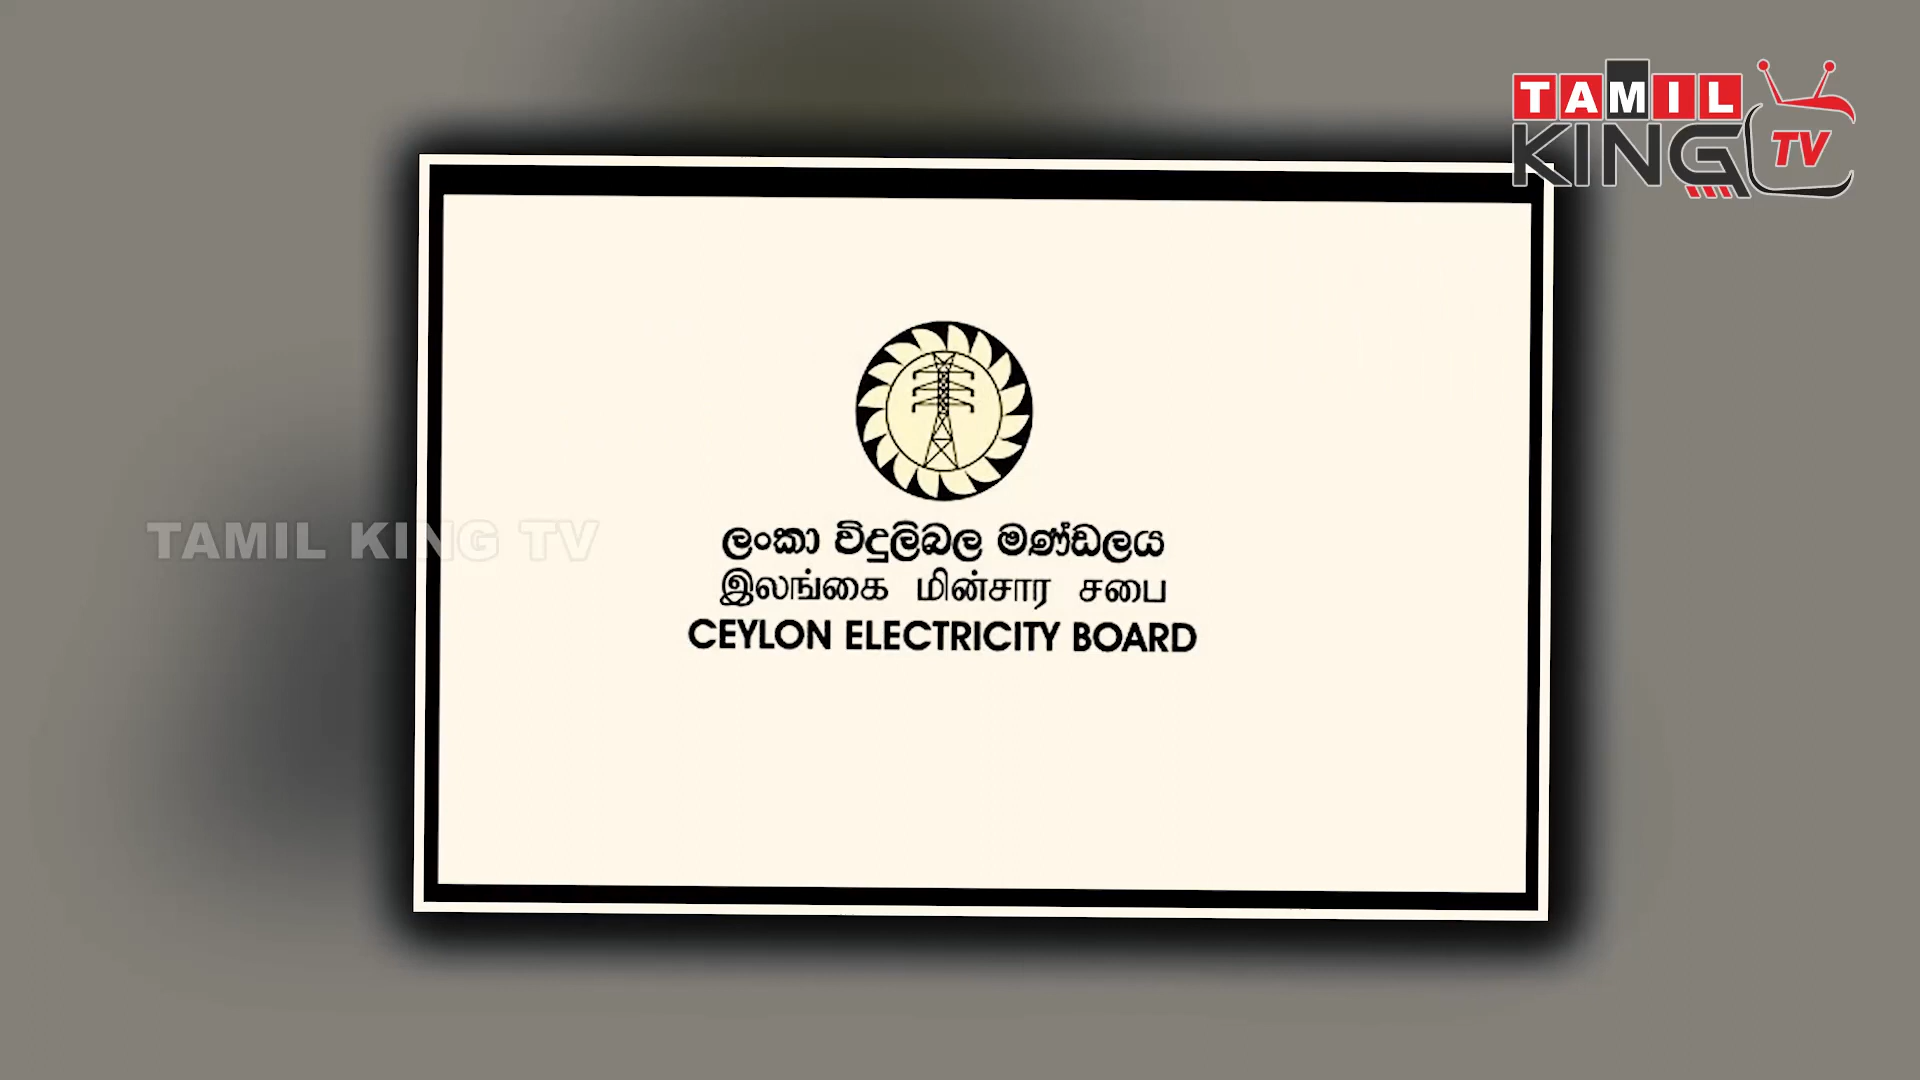 TAMIL
KING TV
TAMIL KING TV
ලංකා විදුලිබල මණ්ඩලය
இலங்கை மின்சார சபை
CEYLON ELECTRICITY BOARD